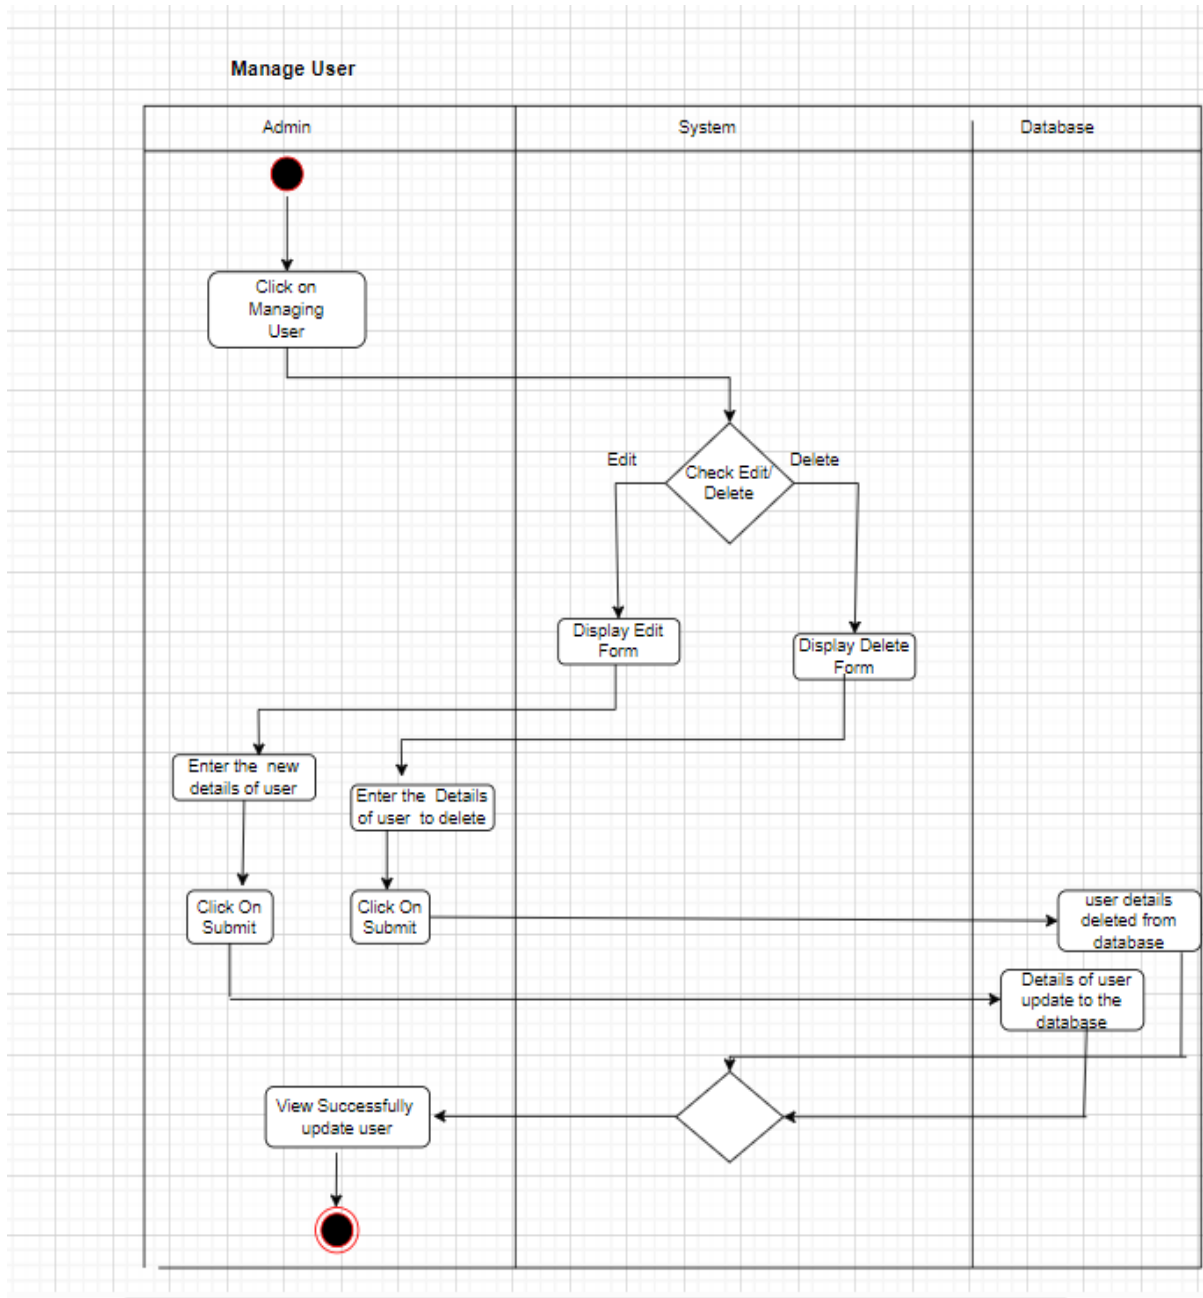 Manage User
Admin
System
Database
Click on
Managing
User
Edit
Delete
Check Edit/
Delete
Display Edit
Form
Display Delete
Form
Enter the new
details of user
Enter the Details
of user to delete
Click On
Submit
Click On
Submit
user details
deleted from
database
Details of user
update to the
database
View Successfully
update user